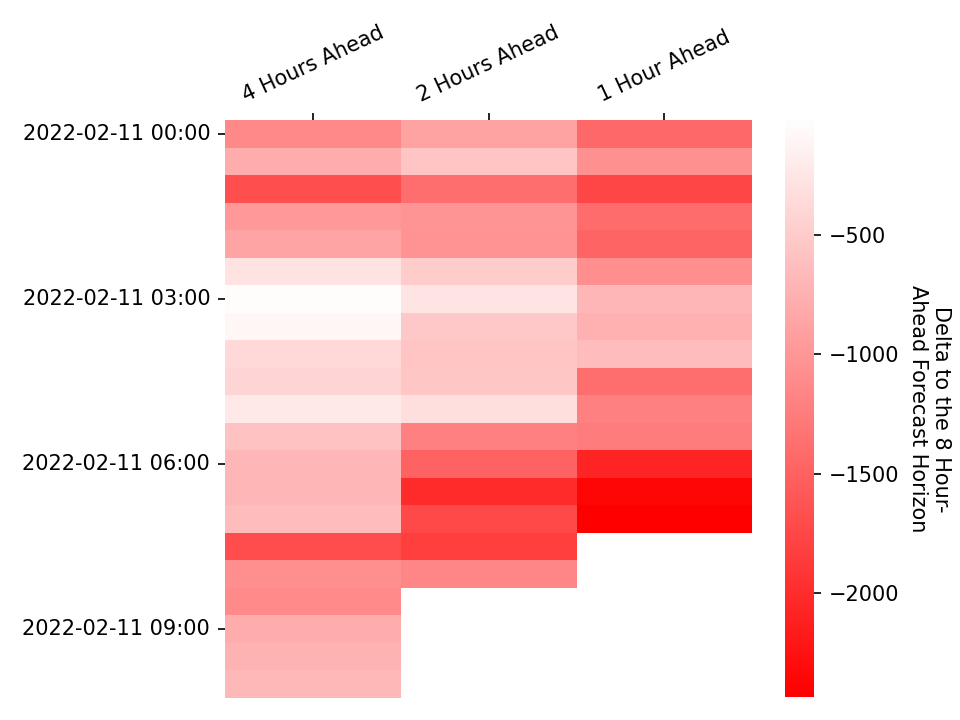 4 Hours Ahead
2 Hours Ahead
1 Hour Ahead
2022-02-11 00:00
2022-02-11 03:00
2022-02-11 06:00
2022-02-11 09:00
−500
−1000
−1500
−2000
Delta to the 8 Hour-
Ahead Forecast Horizon